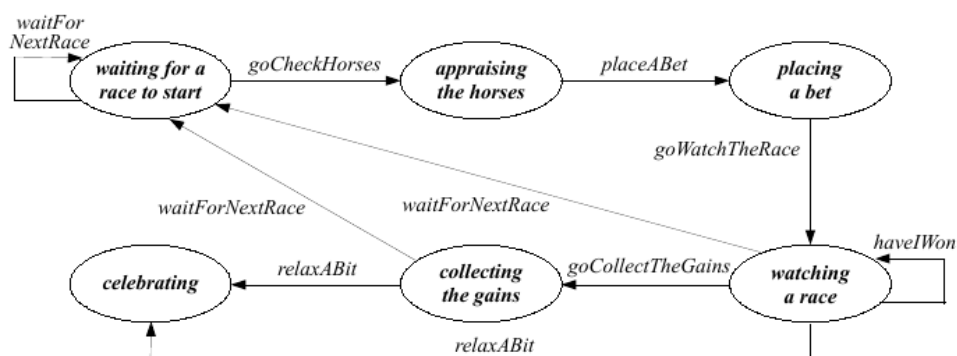 waitFor
NextRace
waiting for a
race to start
goCheckHorses
appraising
the horses
placeABet
placing
a bet
goWatchTheRace
waitForNextRace
waitForNextRace
haveIWon
celebrating
relaxABit
collecting
the gains
goCollectTheGains
watching
a race
relaxABit